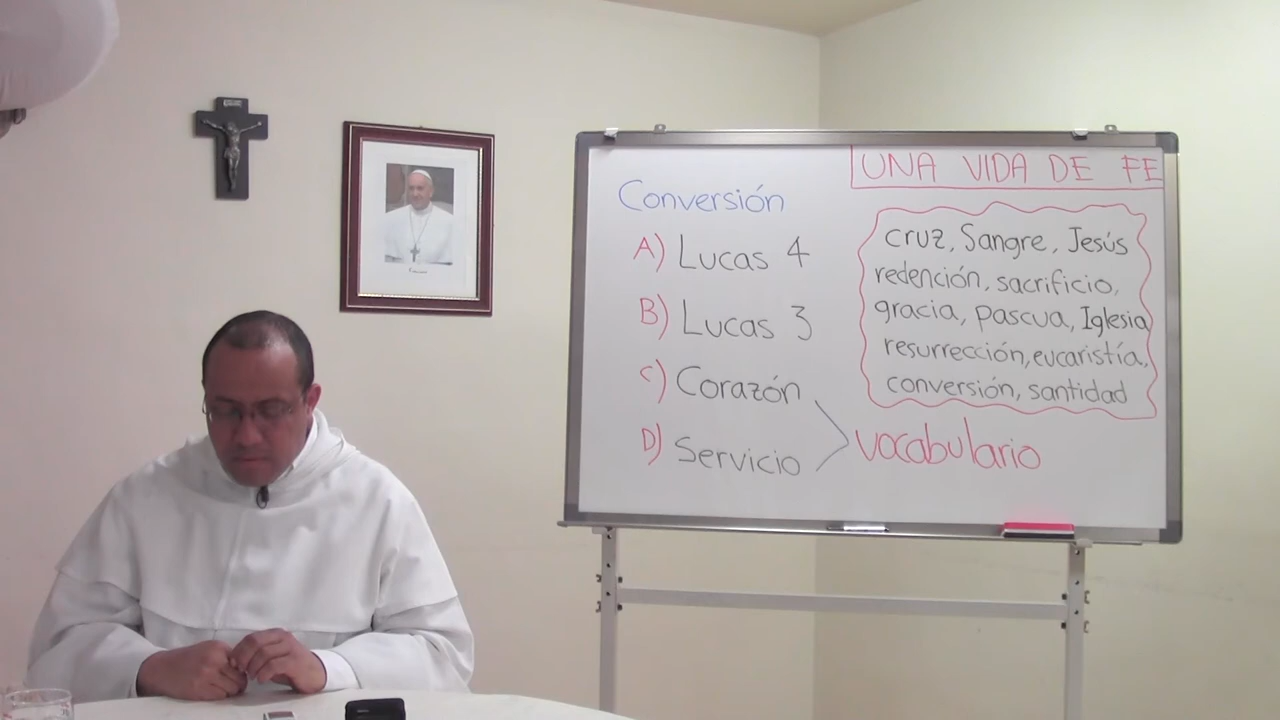 UNA VIDA DE FE
Conversión
A) Lucas 4
B) Lucas 3
C) Corazón
D) Servicio
vocabulario
cruz, Sangre, Jesús
redención, sacrificio,
gracia, pascua, Iglesia
resurrección, eucaristía,
conversión, santidad